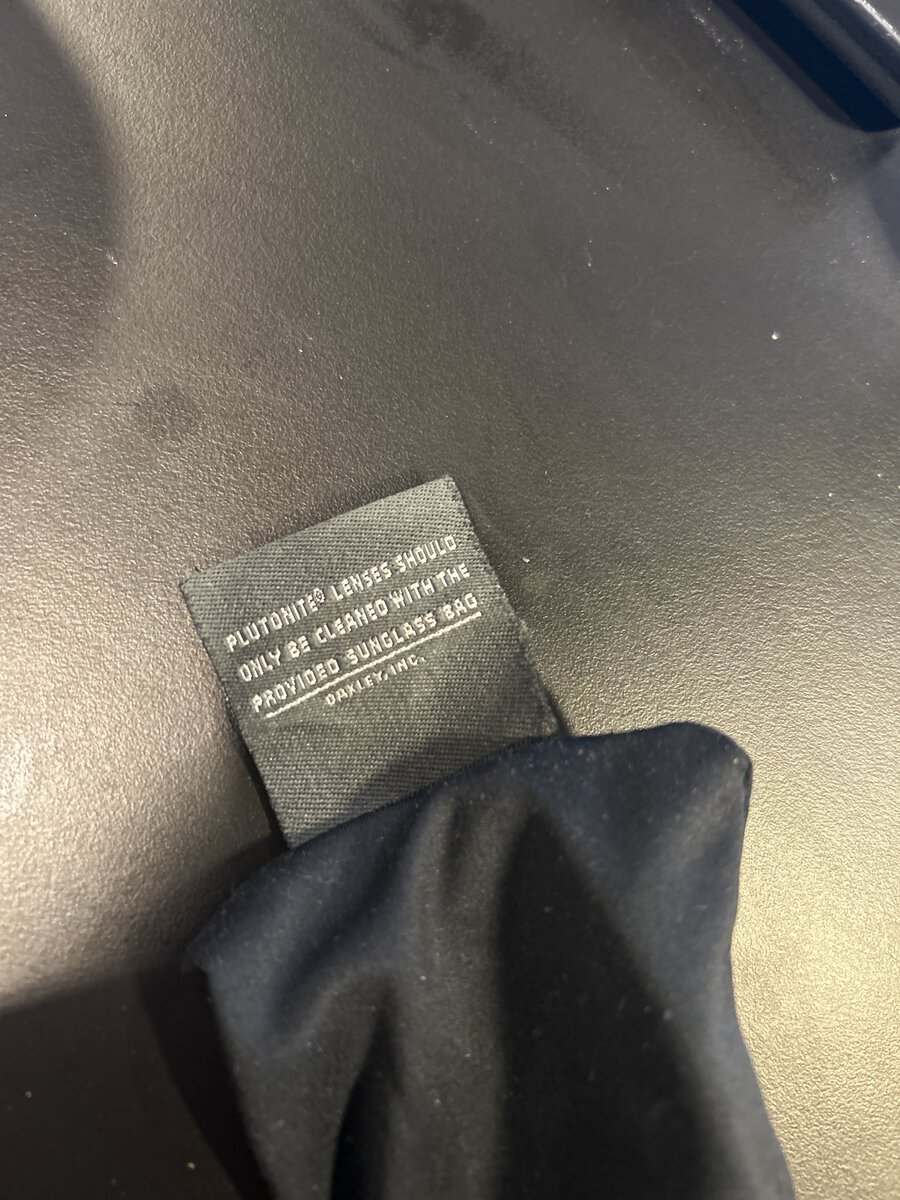 PLUTONITE® LENSES SHOULD
ONLY BE CLEANED WITH THE
PROVIDED SUNGLASS BAG
OAKLEY, INC.